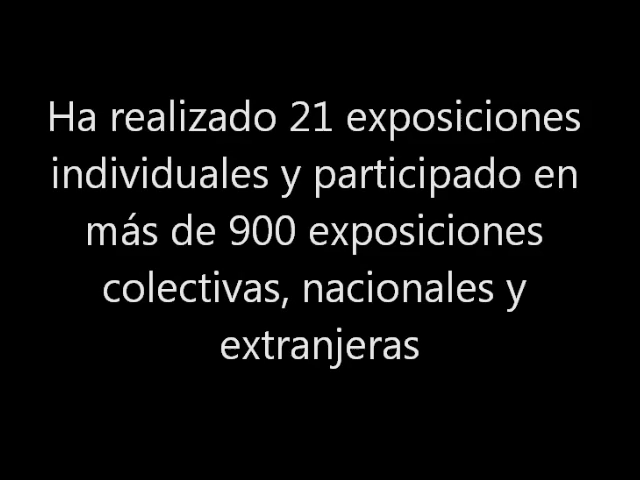 Ha realizado 21 exposiciones
individuales y participado en
más de 900 exposiciones
colectivas, nacionales y
extranjeras